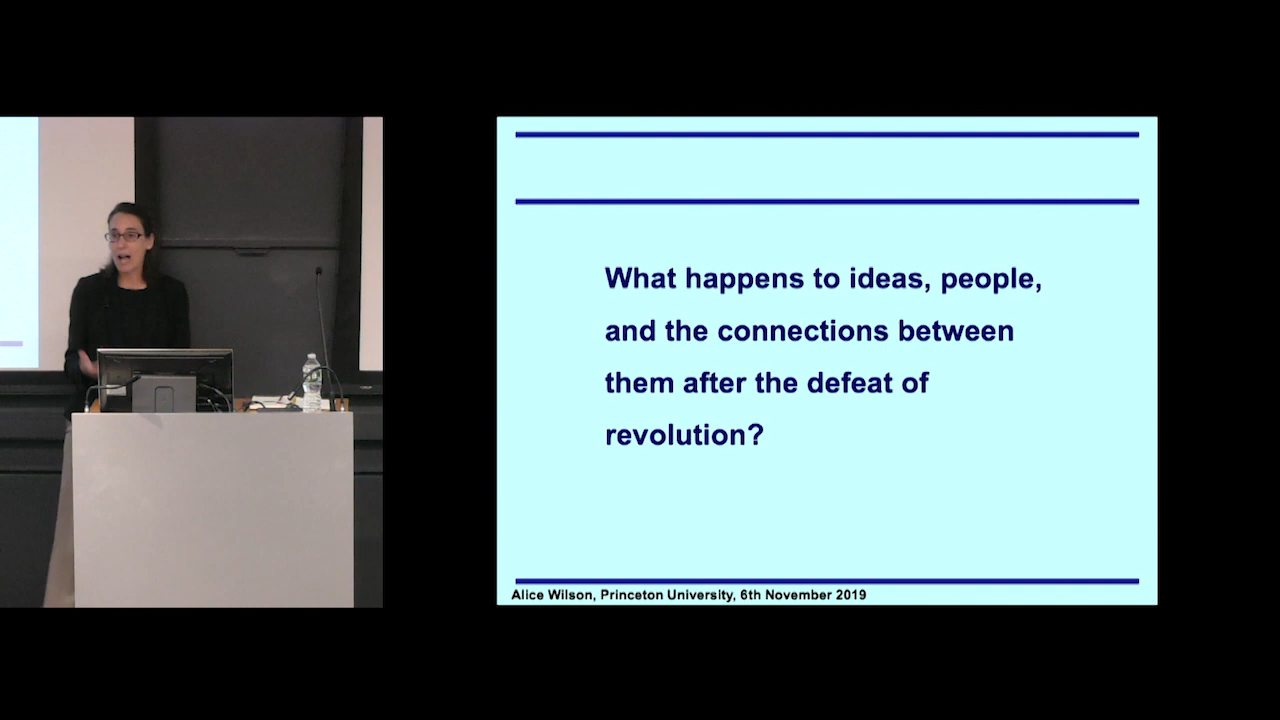 What happens to ideas, people,
and the connections between
them after the defeat of
revolution?
Alice Wilson, Princeton University, 6th November 2019